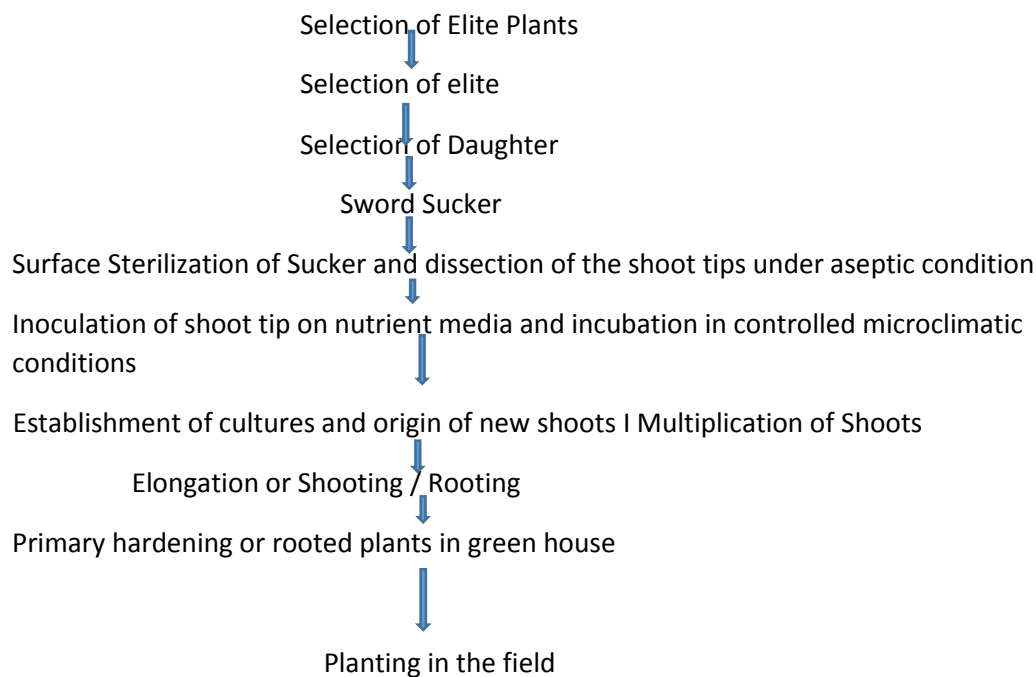 Selection of Elite Plants
Selection of elite
Selection of Daughter
Sword Sucker
Surface Sterilization of Sucker and dissection of the shoot tips under aseptic condition
Inoculation of shoot tip on nutrient media and incubation in controlled microclimatic
conditions
Establishment of cultures and origin of new shoots I Multiplication of Shoots
Elongation or Shooting / Rooting
Primary hardening or rooted plants in green house
Planting in the field